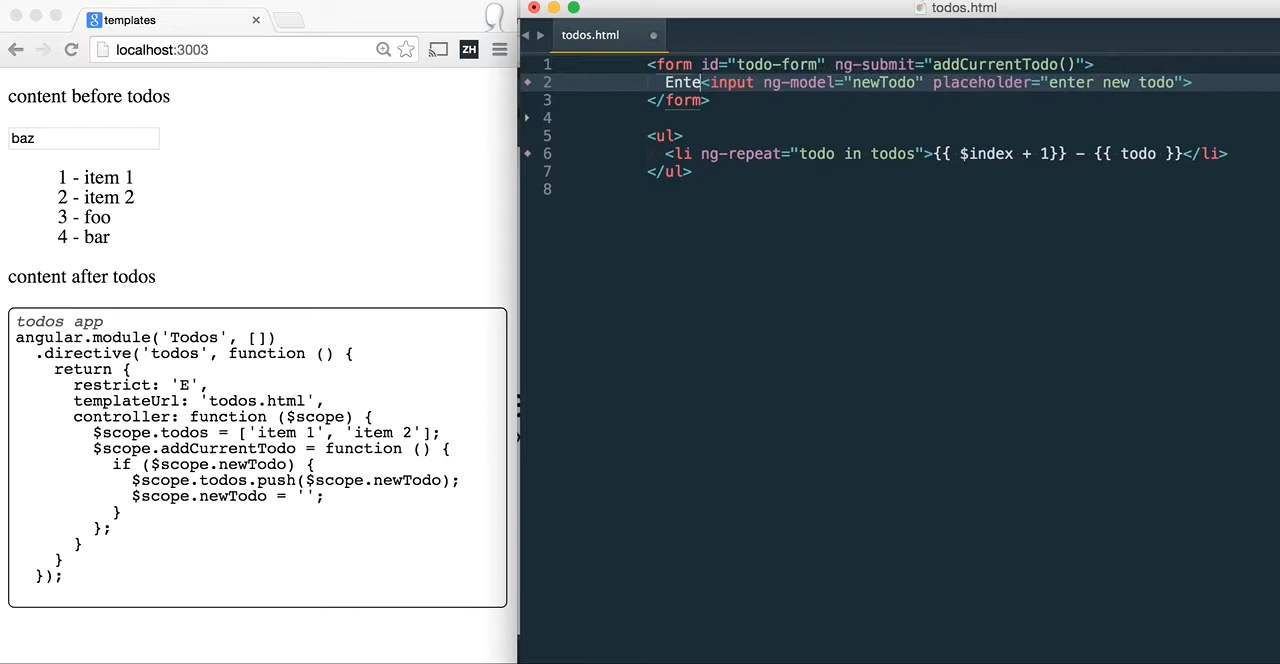 templates
localhost:3003
ZH
content before todos
baz
1 - item 1
2 - item 2
3 - foo
4 - bar
content after todos
todos app
angular.module('Todos', [])
  .directive('todos', function () {
    return {
      restrict: 'E',
      templateUrl: 'todos.html',
      controller: function ($scope) {
        $scope.todos = ['item 1', 'item 2'];
        $scope.addCurrentTodo = function () {
          if ($scope.newTodo) {
            $scope.todos.push($scope.newTodo);
            $scope.newTodo = '';
          }
        };
      }
    }
  });
todos.html
todos.html
1 <form id="todo-form" ng-submit="addCurrentTodo()">
2   Ente<input ng-model="newTodo" placeholder="enter new todo">
3 </form>
4
5 <ul>
6   <li ng-repeat="todo in todos">{{ $index + 1}} - {{ todo }}</li>
7 </ul>
8